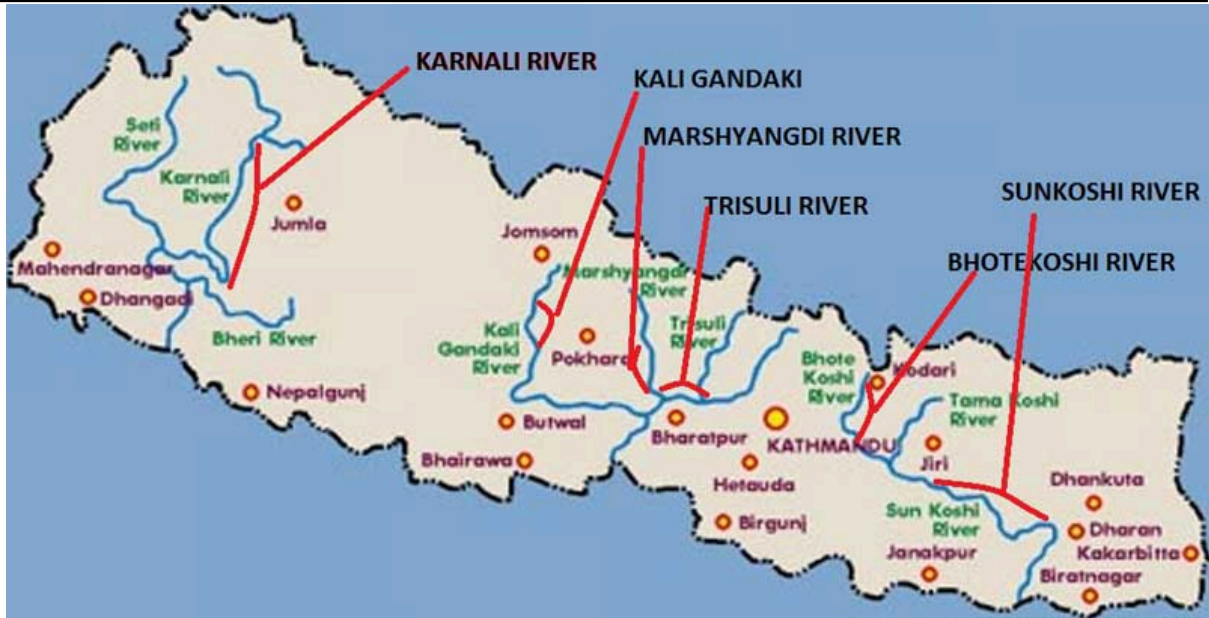 KARNALI RIVER
KALI GANDAKI
MARSHYANGDI RIVER
TRISULI RIVER
SUNKOSHI RIVER
BHOTEKOSHI RIVER
Seti
River
Karnali
River
Jumla
Mahendranagar
Dhangadi
Bheri River
Nepalgunj
Jomsom
Marshyangdi
River
Kali
Gandaki
River
Pokhara
Trisuli
River
Butwal
Bhairawa
Bharatpur
KATHMANDU
Hetauda
Birgunj
Bhote
Koshi
River
Kodari
Tama Koshi
River
Jiri
Sun Koshi
River
Janakpur
Dhankuta
Dharan
Kakarbitta
Biratnagar